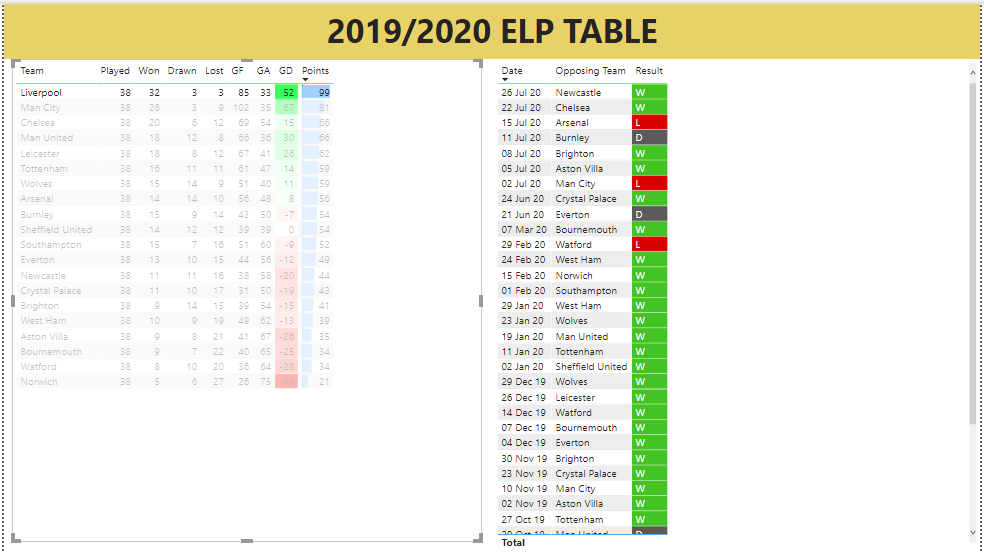 2019/2020 ELP TABLE
Team Played Won Drawn Lost GF GA GD Points
Liverpool 38 32 3 3 85 33 52 99
Man City 38 26 3 9 102 35 67 81
Chelsea 38 20 6 12 69 54 15 66
Man United 38 18 12 8 66 36 30 66
Leicester 38 18 8 12 67 41 26 62
Tottenham 38 16 11 11 61 47 14 59
Wolves 38 15 14 9 51 40 11 59
Arsenal 38 14 14 10 56 48 8 56
Burnley 38 15 9 14 43 50 -7 54
Sheffield United 38 14 12 12 39 39 0 54
Southampton 38 15 7 16 51 60 -9 52
Everton 38 13 10 15 44 56 -12 49
Newcastle 38 11 11 16 38 58 -20 44
Crystal Palace 38 11 10 17 31 50 -19 43
Brighton 38 9 14 15 39 54 -15 41
West Ham 38 10 9 19 49 62 -13 39
Aston Villa 38 9 8 21 41 67 -26 35
Bournemouth 38 9 7 22 40 65 -25 34
Watford 38 8 10 20 36 64 -28 34
Norwich 38 5 6 27 26 75 -49 21
Date Opposing Team Result
26 Jul 20 Newcastle W
22 Jul 20 Chelsea W
15 Jul 20 Arsenal L
11 Jul 20 Burnley D
08 Jul 20 Brighton W
05 Jul 20 Aston Villa W
02 Jul 20 Man City L
24 Jun 20 Crystal Palace W
21 Jun 20 Everton D
07 Mar 20 Bournemouth W
29 Feb 20 Watford L
24 Feb 20 West Ham W
15 Feb 20 Norwich W
01 Feb 20 Southampton W
29 Jan 20 West Ham W
23 Jan 20 Wolves W
19 Jan 20 Man United W
11 Jan 20 Tottenham W
02 Jan 20 Sheffield United W
29 Dec 19 Wolves W
26 Dec 19 Leicester W
14 Dec 19 Watford W
07 Dec 19 Bournemouth W
04 Dec 19 Everton W
30 Nov 19 Brighton W
23 Nov 19 Crystal Palace W
10 Nov 19 Man City W
02 Nov 19 Aston Villa W
27 Oct 19 Tottenham W
20 Oct 19 Man United D
Total